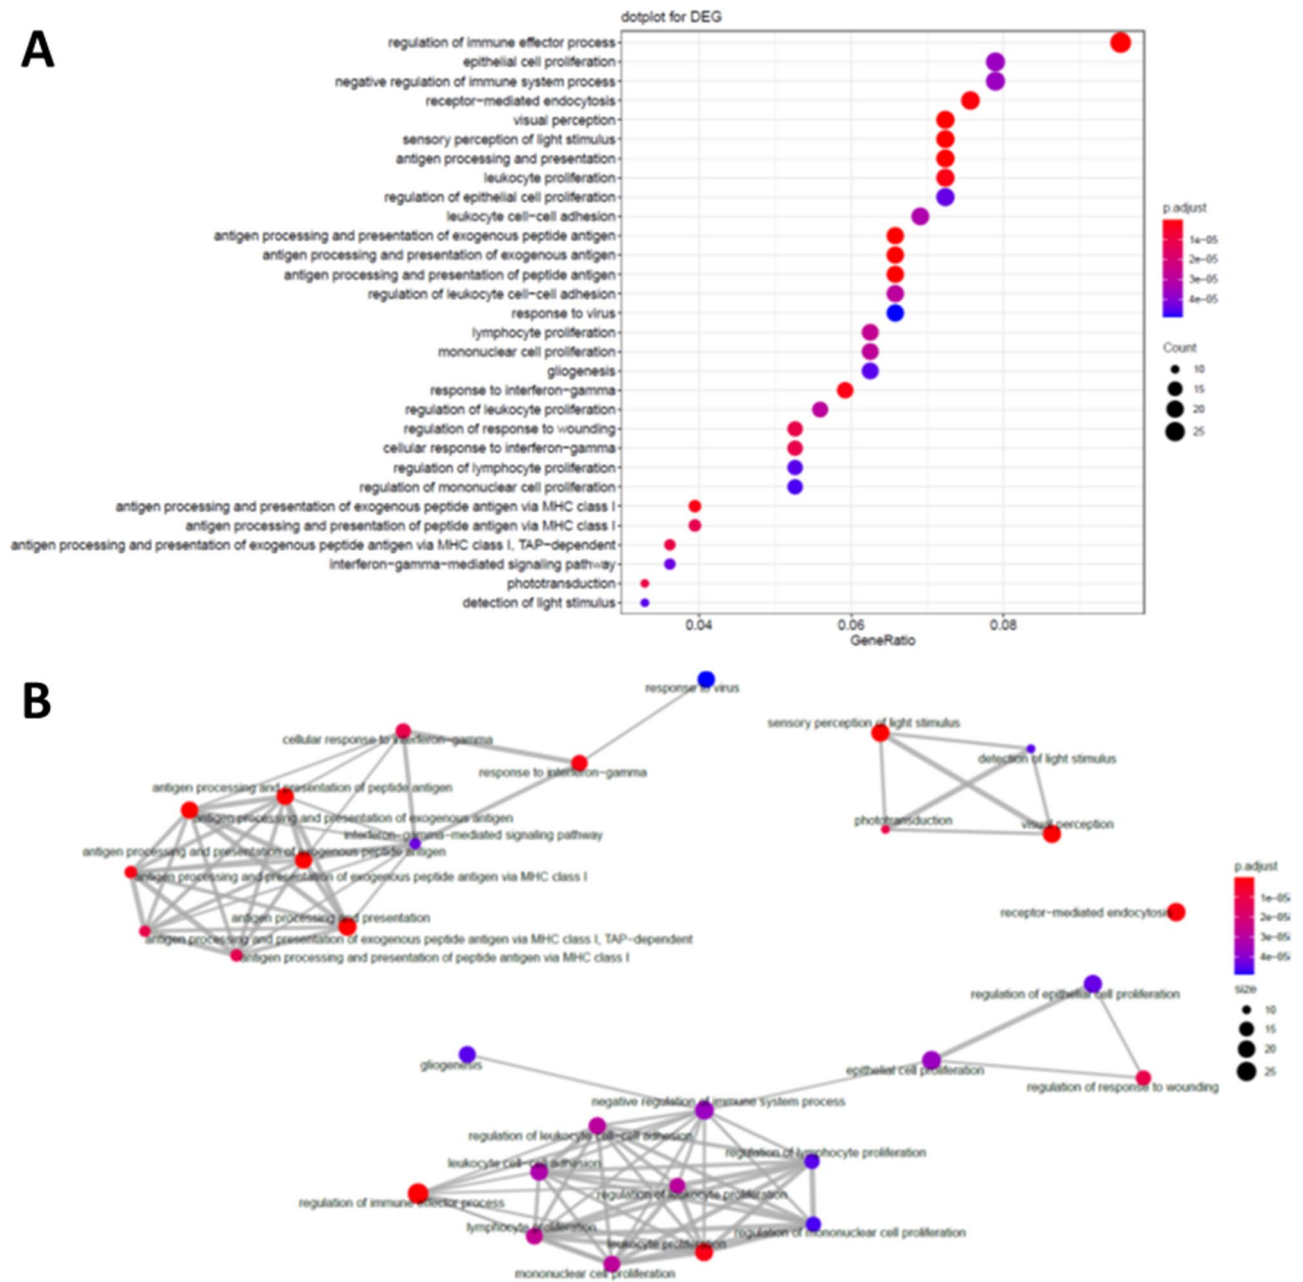 A
dotplot for DEG
regulation of immune effector process
epithelial cell proliferation
negative regulation of immune system process
receptor−mediated endocytosis
visual perception
sensory perception of light stimulus
antigen processing and presentation
leukocyte proliferation
regulation of epithelial cell proliferation
leukocyte cell−cell adhesion
antigen processing and presentation of exogenous peptide antigen
antigen processing and presentation of exogenous antigen
antigen processing and presentation of peptide antigen
regulation of leukocyte cell−cell adhesion
response to virus
lymphocyte proliferation
mononuclear cell proliferation
gliogenesis
response to interferon−gamma
regulation of leukocyte proliferation
regulation of response to wounding
cellular response to interferon−gamma
regulation of lymphocyte proliferation
regulation of mononuclear cell proliferation
antigen processing and presentation of exogenous peptide antigen via MHC class I
antigen processing and presentation of peptide antigen via MHC class I
antigen processing and presentation of exogenous peptide antigen via MHC class I, TAP−dependent
interferon−gamma−mediated signaling pathway
phototransduction
detection of light stimulus
0.04 0.06 0.08
GeneRatio
p.adjust
1e−05
2e−05
3e−05
4e−05
Count
10
15
20
25
B
response to virus
sensory perception of light stimulus
cellular response to interferon−gamma
detection of light stimulus
response to interferon−gamma
antigen processing and presentation of peptide antigen
antigen processing and presentation of exogenous antigen
phototransduction
visual perception
interferon−gamma−mediated signaling pathway
antigen processing and presentation of exogenous peptide antigen
antigen processing and presentation of exogenous peptide antigen via MHC class I
receptor−mediated endocytosis
antigen processing and presentation
antigen processing and presentation of exogenous peptide antigen via MHC class I, TAP−dependent
antigen processing and presentation of peptide antigen via MHC class I
regulation of epithelial cell proliferation
gliogenesis
epithelial cell proliferation
regulation of response to wounding
negative regulation of immune system process
regulation of leukocyte cell−cell adhesion
regulation of lymphocyte proliferation
leukocyte cell−cell adhesion
regulation of leukocyte proliferation
regulation of immune effector process
lymphocyte proliferation
regulation of mononuclear cell proliferation
leukocyte proliferation
mononuclear cell proliferation
p.adjust
1e−05
2e−05
3e−05
4e−05
size
10
15
20
25